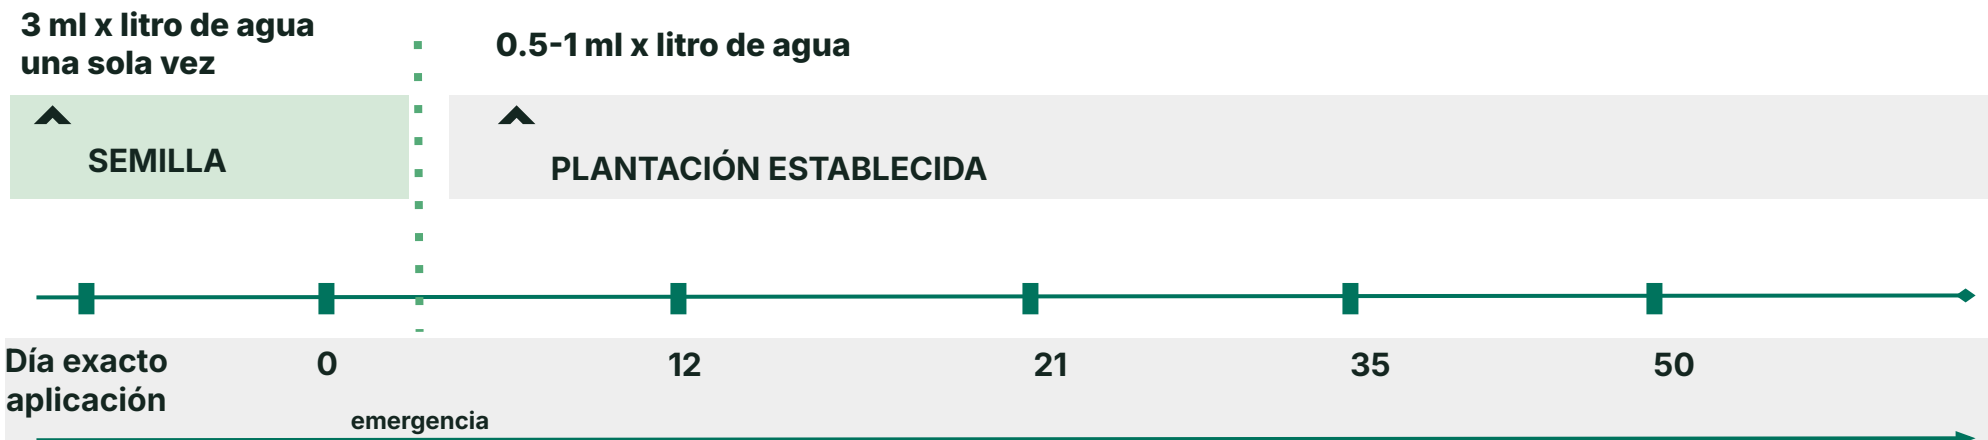 3 ml x litro de agua
una sola vez
0.5-1 ml x litro de agua
SEMILLA
PLANTACIÓN ESTABLECIDA
Día exacto
aplicación
0
12
21
35
50
emergencia